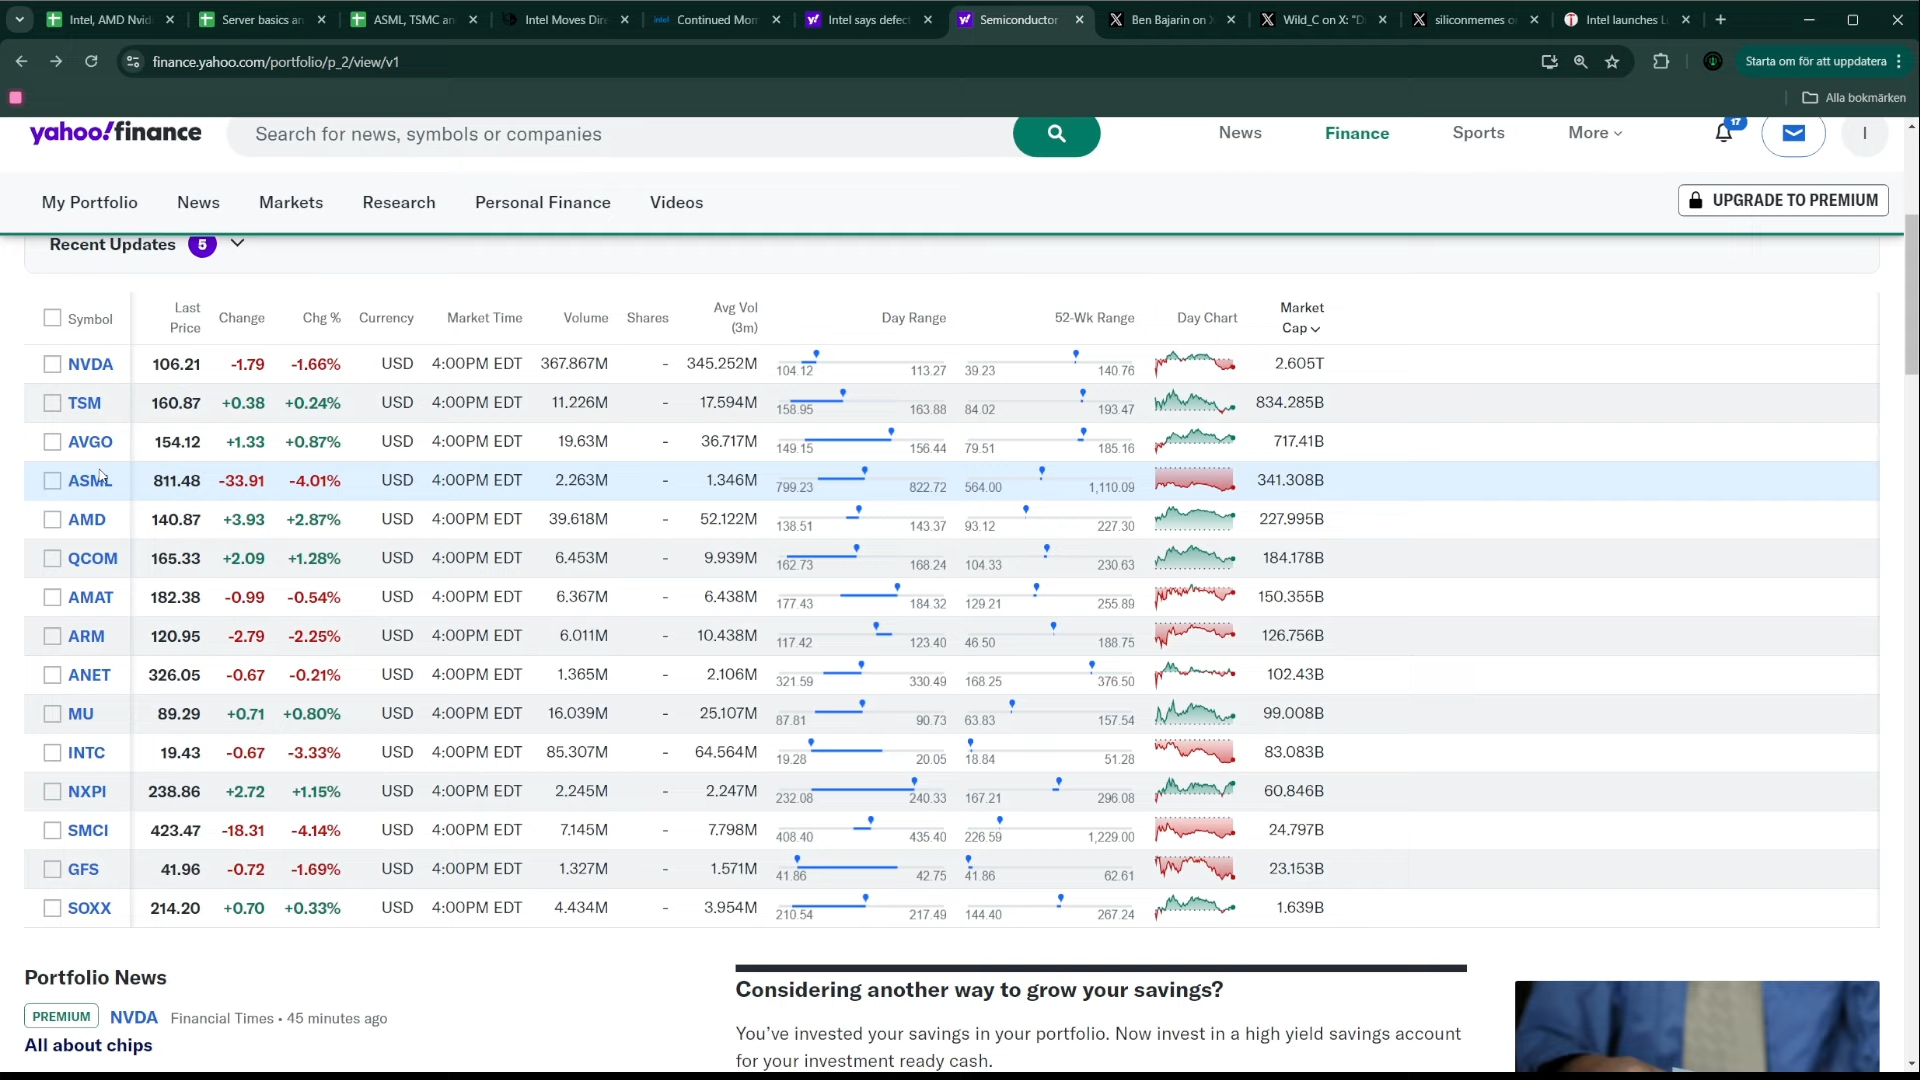 Intel, AMD Nvid
Server basics an
ASML, TSMC an
Intel Moves Dire
Continued Mor
Intel says defect
Semiconductor
Ben Bajarin on X
Wild_C on X: "D
siliconmemes o
Intel launches L
finance.yahoo.com/portfolio/p_2/view/v1
Starta om för att uppdatera
Alla bokmärken
yahoo!finance
Search for news, symbols or companies
News
Finance
Sports
More
17
I
My Portfolio
News
Markets
Research
Personal Finance
Videos
UPGRADE TO PREMIUM
Recent Updates 5
Symbol Last Price Change Chg % Currency Market Time Volume Shares Avg Vol (3m) Day Range 52-Wk Range Day Chart Market Cap
NVDA 106.21 -1.79 -1.66% USD 4:00PM EDT 367.867M - 345.252M 104.12 113.27 39.23 140.76 2.605T
TSM 160.87 +0.38 +0.24% USD 4:00PM EDT 11.226M - 17.594M 158.95 163.88 84.02 193.47 834.285B
AVGO 154.12 +1.33 +0.87% USD 4:00PM EDT 19.63M - 36.717M 149.15 156.44 79.51 185.16 717.41B
ASML 811.48 -33.91 -4.01% USD 4:00PM EDT 2.263M - 1.346M 799.23 822.72 564.00 1,110.09 341.308B
AMD 140.87 +3.93 +2.87% USD 4:00PM EDT 39.618M - 52.122M 138.51 143.37 93.12 227.30 227.995B
QCOM 165.33 +2.09 +1.28% USD 4:00PM EDT 6.453M - 9.939M 162.73 168.24 104.33 230.63 184.178B
AMAT 182.38 -0.99 -0.54% USD 4:00PM EDT 6.367M - 6.438M 177.43 184.32 129.21 255.89 150.355B
ARM 120.95 -2.79 -2.25% USD 4:00PM EDT 6.011M - 10.438M 117.42 123.40 46.50 188.75 126.756B
ANET 326.05 -0.67 -0.21% USD 4:00PM EDT 1.365M - 2.106M 321.59 330.49 168.25 376.50 102.43B
MU 89.29 +0.71 +0.80% USD 4:00PM EDT 16.039M - 25.107M 87.81 90.73 63.83 157.54 99.008B
INTC 19.43 -0.67 -3.33% USD 4:00PM EDT 85.307M - 64.564M 19.28 20.05 18.84 51.28 83.083B
NXPI 238.86 +2.72 +1.15% USD 4:00PM EDT 2.245M - 2.247M 232.08 240.33 167.21 296.08 60.846B
SMCI 423.47 -18.31 -4.14% USD 4:00PM EDT 7.145M - 7.798M 408.40 435.40 226.59 1,229.00 24.797B
GFS 41.96 -0.72 -1.69% USD 4:00PM EDT 1.327M - 1.571M 41.86 42.75 41.86 62.61 23.153B
SOXX 214.20 +0.70 +0.33% USD 4:00PM EDT 4.434M - 3.954M 210.54 217.49 144.40 267.24 1.639B
Portfolio News
PREMIUM NVDA Financial Times • 45 minutes ago
All about chips
Considering another way to grow your savings?
You've invested your savings in your portfolio. Now invest in a high yield savings account
for your investment ready cash.